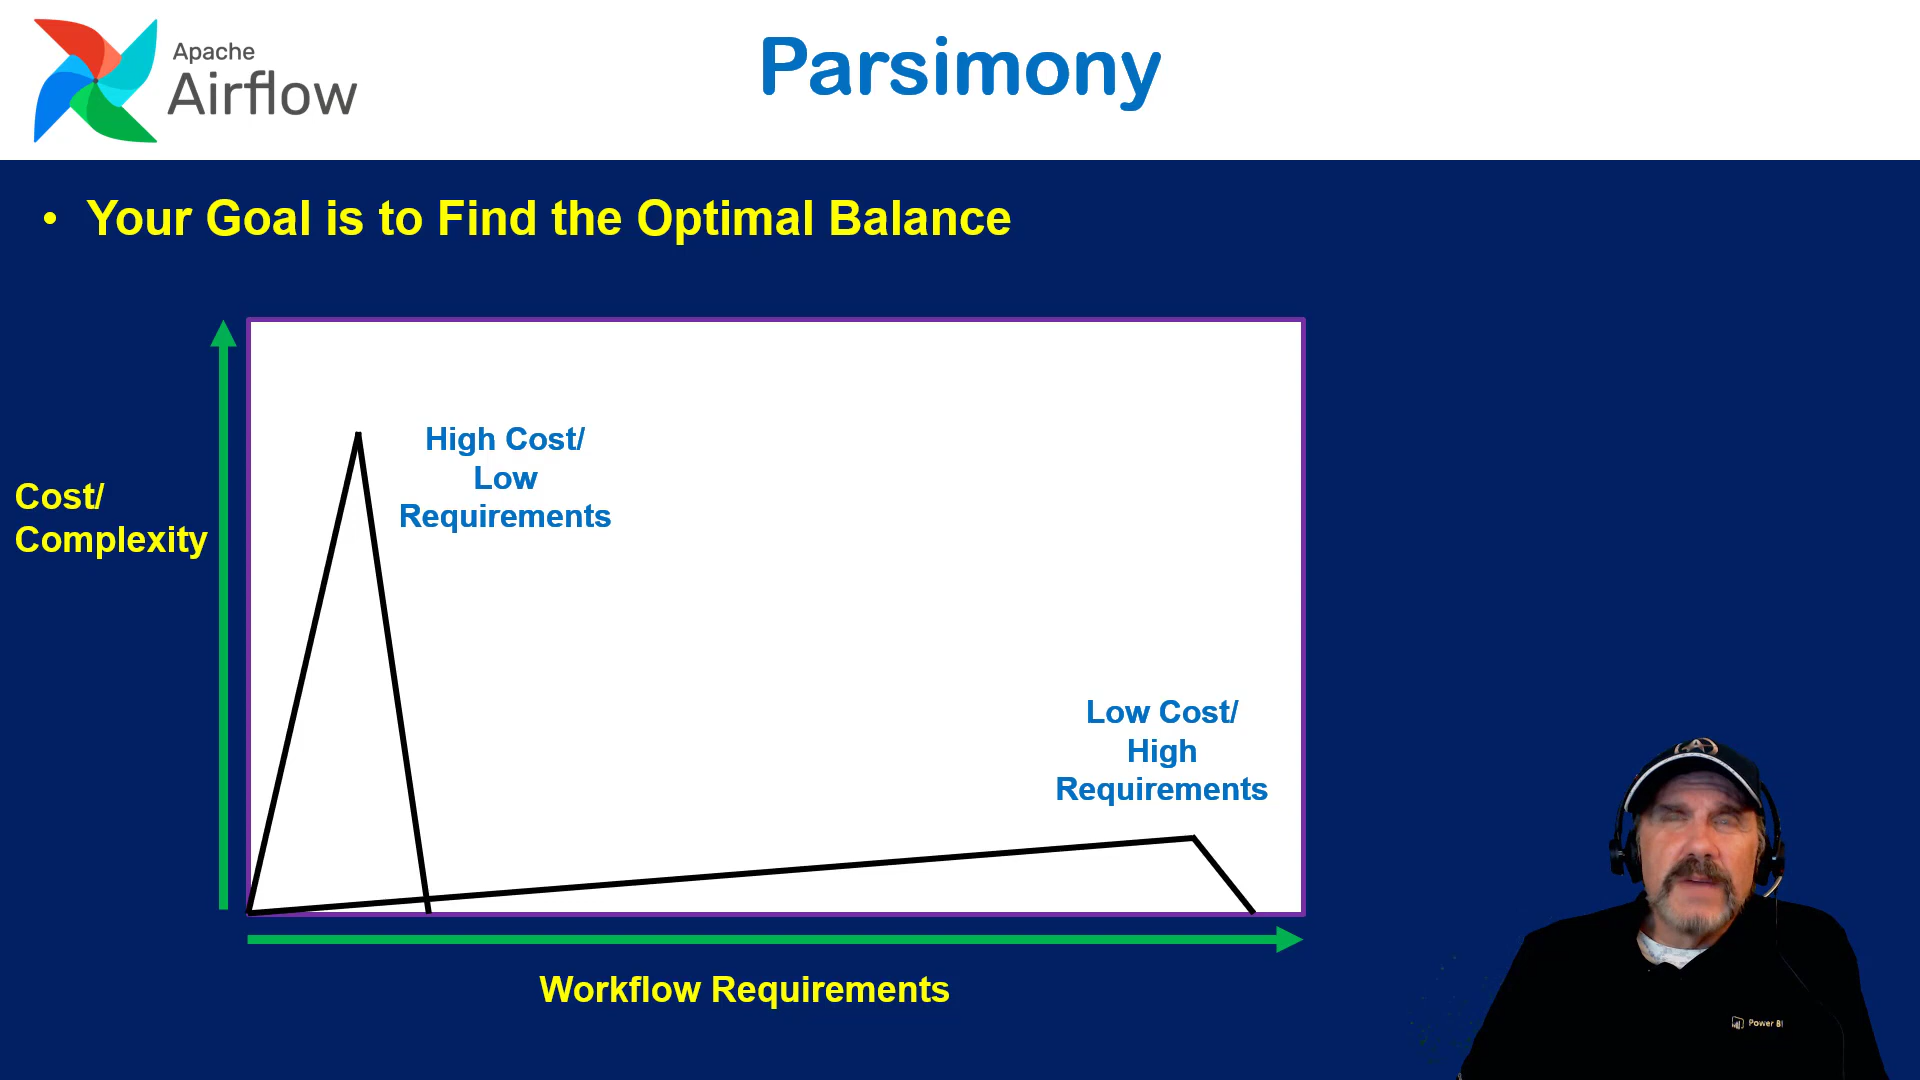 Apache
Airflow
Parsimony
• Your Goal is to Find the Optimal Balance
High Cost/
Low
Requirements
Cost/
Complexity
Low Cost/
High
Requirements
Workflow Requirements
Power BI